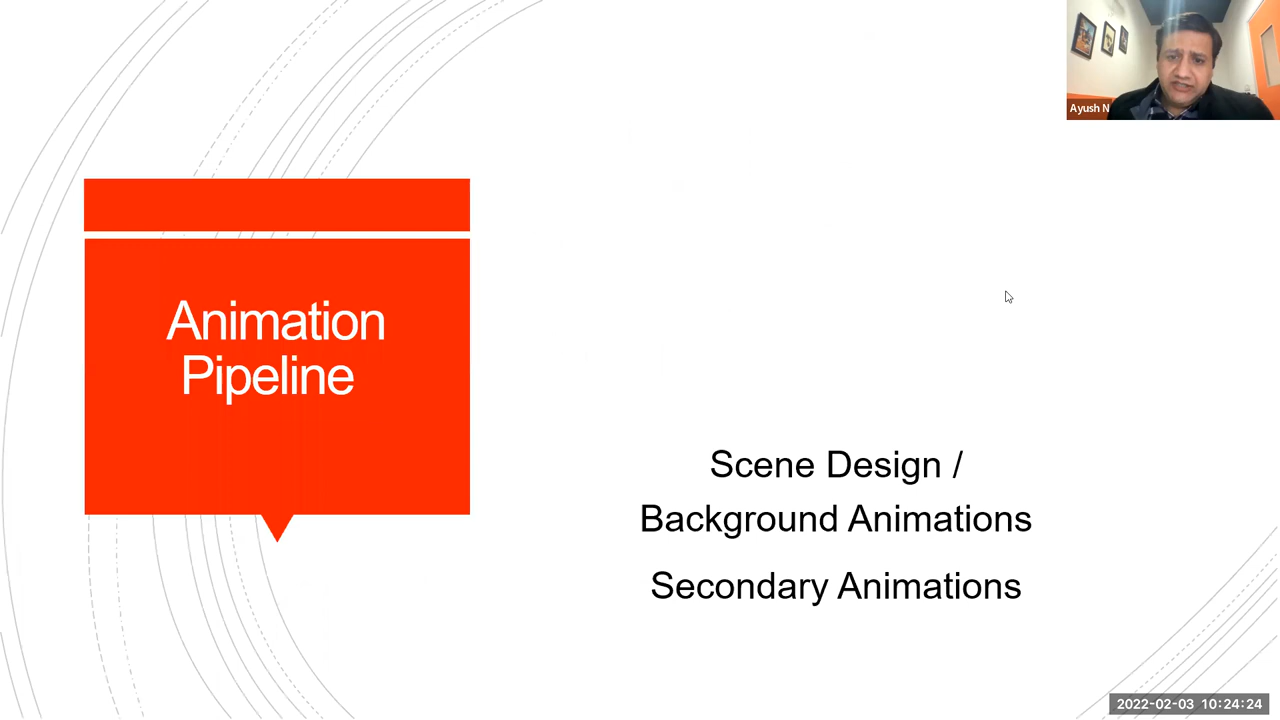 Ayush N
Animation
Pipeline
Scene Design /
Background Animations
Secondary Animations
2022-02-03 10:24:24